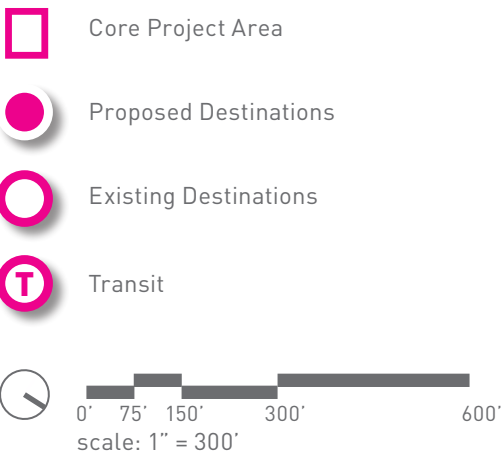 Core Project Area
Proposed Destinations
Existing Destinations
T Transit
0' 75' 150' 300' 600'
scale: 1” = 300’